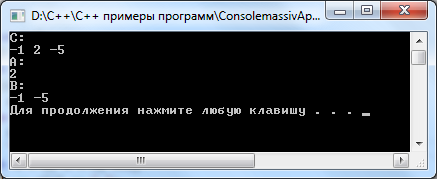 D:\C++\C++ примеры программ\ConsolemassivAp...
C:
-1 2 -5
A:
2
B:
-1 -5
Для продолжения нажмите любую клавишу . . . _